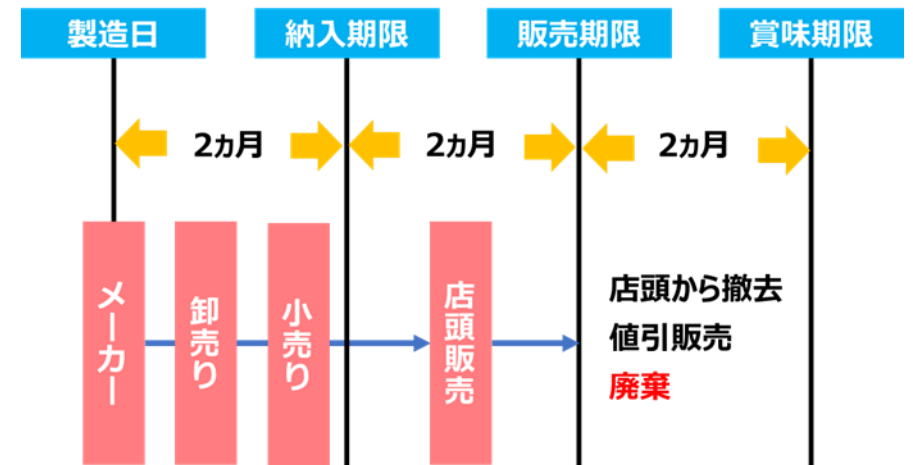 製造日
納入期限
販売期限
賞味期限
2ヵ月
2ヵ月
2ヵ月
メーカー
卸売り
小売り
店頭販売
店頭から撤去
値引販売
廃棄